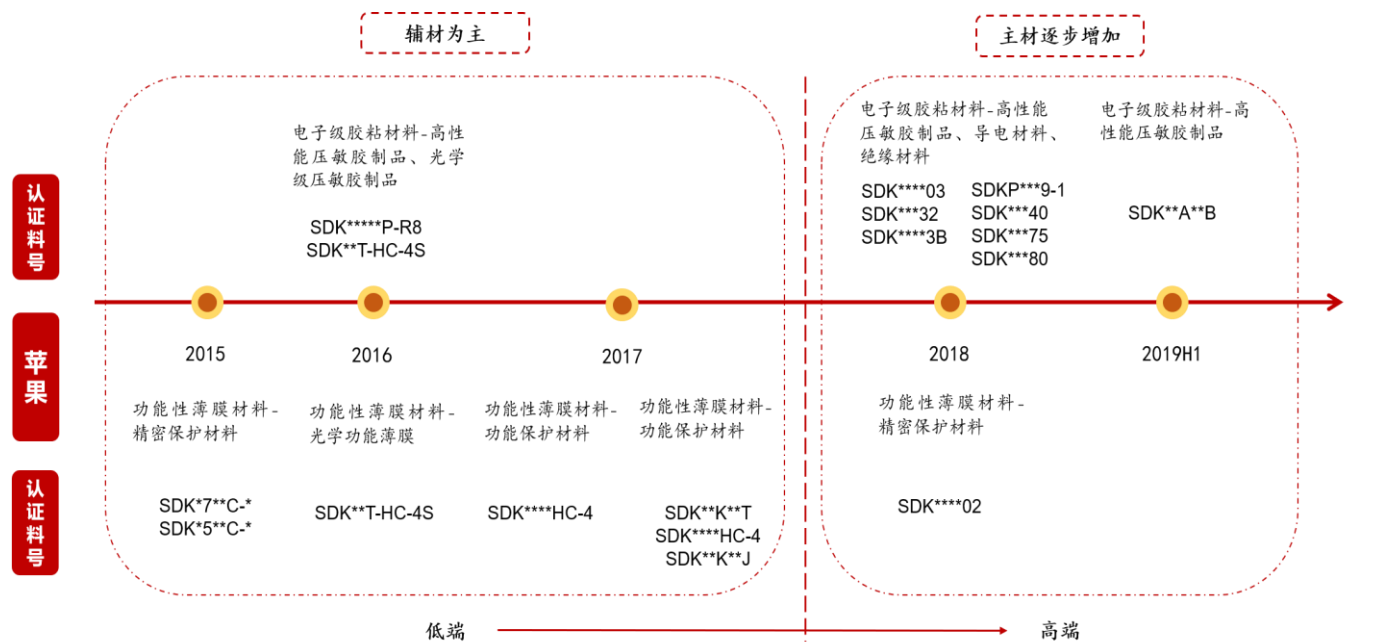 辅材为主
主材逐步增加
认证料号
电子级胶粘材料-高性
能压敏胶制品、光学
级压敏胶制品
SDK*****P-R8
SDK**T-HC-4S
电子级胶粘材料-高性能
压敏胶制品、导电材料、
绝缘材料
SDK****03
SDK***32
SDK****3B
SDKP***9-1
SDK***40
SDK***75
SDK***80
电子级胶粘材料-高
性能压敏胶制品
SDK**A**B
苹果
2015
2016
2017
2018
2019H1
认证料号
功能性薄膜材料-
精密保护材料
SDK*7**C-*
SDK*5**C-*
功能性薄膜材料-
光学功能薄膜
SDK**T-HC-4S
功能性薄膜材料-
功能保护材料
SDK****HC-4
功能性薄膜材料-
功能保护材料
SDK**K**T
SDK****HC-4
SDK**K**J
功能性薄膜材料-
精密保护材料
SDK****02
低端
高端